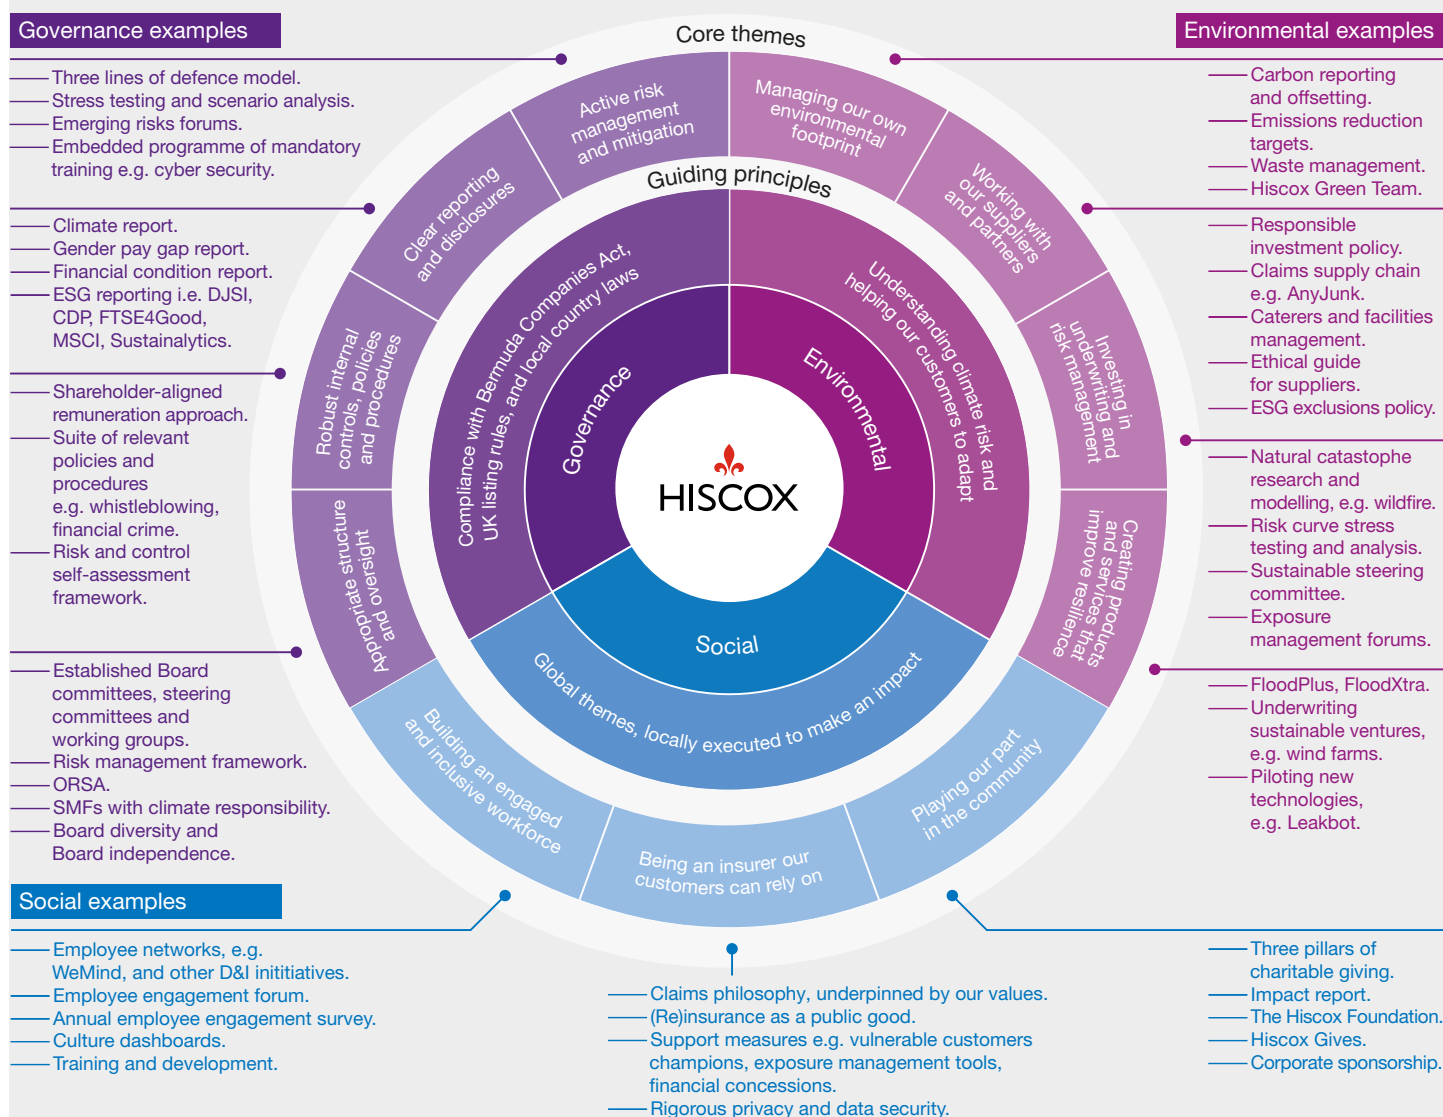 Governance examples
Three lines of defence model.
Stress testing and scenario analysis.
Emerging risks forums.
Embedded programme of mandatory
training e.g. cyber security.
Climate report.
Gender pay gap report.
Financial condition report.
ESG reporting i.e. DJSI,
CDP, FTSE4Good,
MSCI, Sustainalytics.
Shareholder-aligned
remuneration approach.
Suite of relevant
policies and
procedures
e.g. whistleblowing,
financial crime.
Risk and control
self-assessment
framework.
Established Board
committees, steering
committees and
working groups.
Risk management framework.
ORSA.
SMFs with climate responsibility.
Board diversity and
Board independence.
Core themes
Active risk
management
and mitigation
Clear reporting
and disclosures
Robust internal
controls, policies
and procedures
Appropriate structure
and oversight
Managing our own
environmental
footprint
Working with
our suppliers
and partners
Investing in
underwriting and
risk management
Creating products
and services that
improve resilience
Building an engaged
and inclusive workforce
Being an insurer our
customers can rely on
Playing our part
in the community
Guiding principles
Compliance with Bermuda Companies Act,
UK listing rules, and local country laws
Understanding climate risk and
helping our customers to adapt
Global themes, locally executed to make an impact
Governance
Environmental
Social
HISCOX
Environmental examples
Carbon reporting
and offsetting.
Emissions reduction
targets.
Waste management.
Hiscox Green Team.
Responsible
investment policy.
Claims supply chain
e.g. AnyJunk.
Caterers and facilities
management.
Ethical guide
for suppliers.
ESG exclusions policy.
Natural catastophe
research and
modelling, e.g. wildfire.
Risk curve stress
testing and analysis.
Sustainable steering
committee.
Exposure
management forums.
FloodPlus, FloodXtra.
Underwriting
sustainable ventures,
e.g. wind farms.
Piloting new
technologies,
e.g. Leakbot.
Social examples
Employee networks, e.g.
WeMind, and other D&I inititiatives.
Employee engagement forum.
Annual employee engagement survey.
Culture dashboards.
Training and development.
Claims philosophy, underpinned by our values.
(Re)insurance as a public good.
Support measures e.g. vulnerable customers
champions, exposure management tools,
financial concessions.
Rigorous privacy and data security.
Three pillars of
charitable giving.
Impact report.
The Hiscox Foundation.
Hiscox Gives.
Corporate sponsorship.